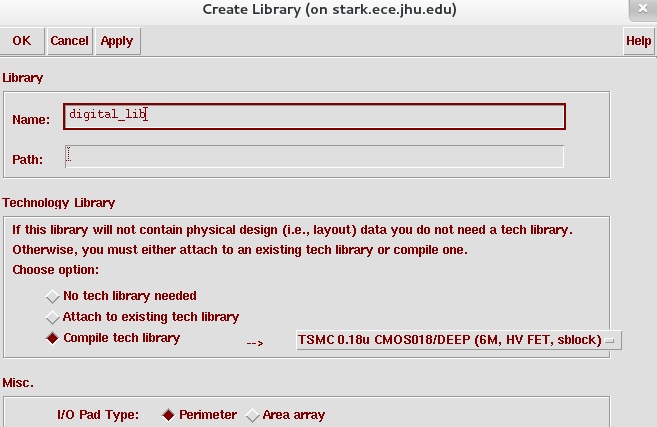 Create Library (on stark.ece.jhu.edu)
OK Cancel Apply Help
Library
Name: digital_lib
Path:
Technology Library
If this library will not contain physical design (i.e., layout) data you do not need a tech library.
Otherwise, you must either attach to an existing tech library or compile one.
Choose option:
No tech library needed
Attach to existing tech library
Compile tech library --> TSMC 0.18u CMOS018/DEEP (6M, HV FET, sblock)
Misc.
I/O Pad Type: Perimeter Area array